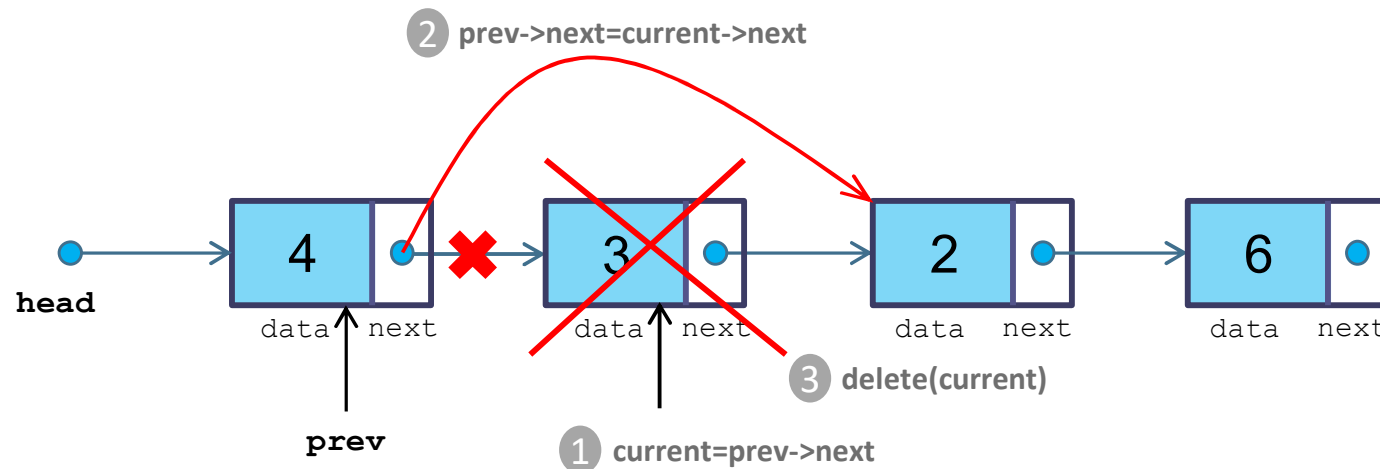 2 prev->next=current->next
4 3 2 6
head
data next data next data next data next
3 delete(current)
prev
1 current=prev->next